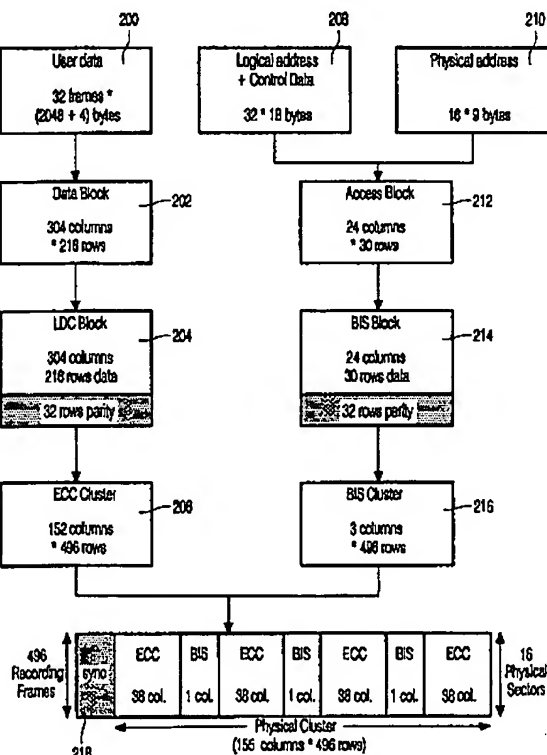 200
208
210
User data
32 frames *
(2048 + 4) bytes
Logical address
+ Control Data
32 * 18 bytes
Physical address
16 * 9 bytes
Data Block
304 columns
* 216 rows
202
Access Block
24 columns
* 30 rows
212
LDC Block
304 columns
216 rows data
32 rows parity
204
BIS Block
24 columns
30 rows data
32 rows parity
214
ECC Cluster
152 columns
* 496 rows
206
BIS Cluster
3 columns
* 496 rows
216
496
Recording
Frames
sync
ECC
38 col.
BIS
1 col.
ECC
38 col.
BIS
1 col.
ECC
38 col.
BIS
1 col.
ECC
38 col.
16
Physical
Sectors
218
Physical Cluster
(155 columns * 496 rows)